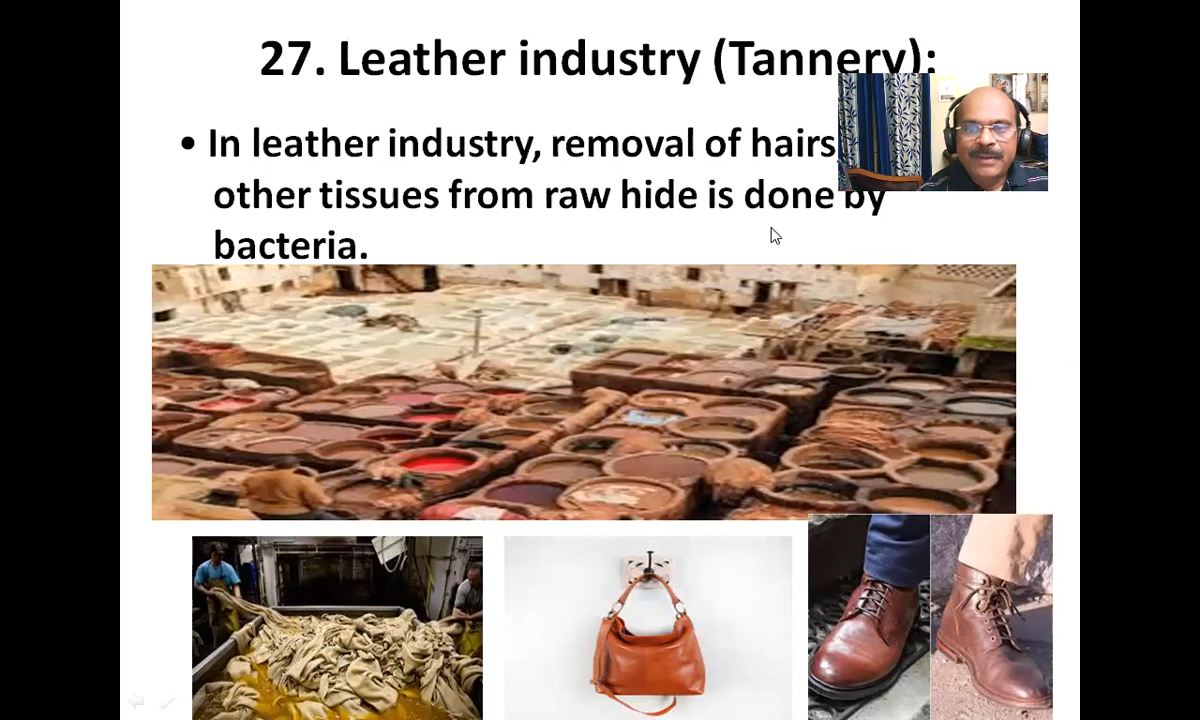 27. Leather industry (Tannery):
• In leather industry, removal of hairs
other tissues from raw hide is done by
bacteria.